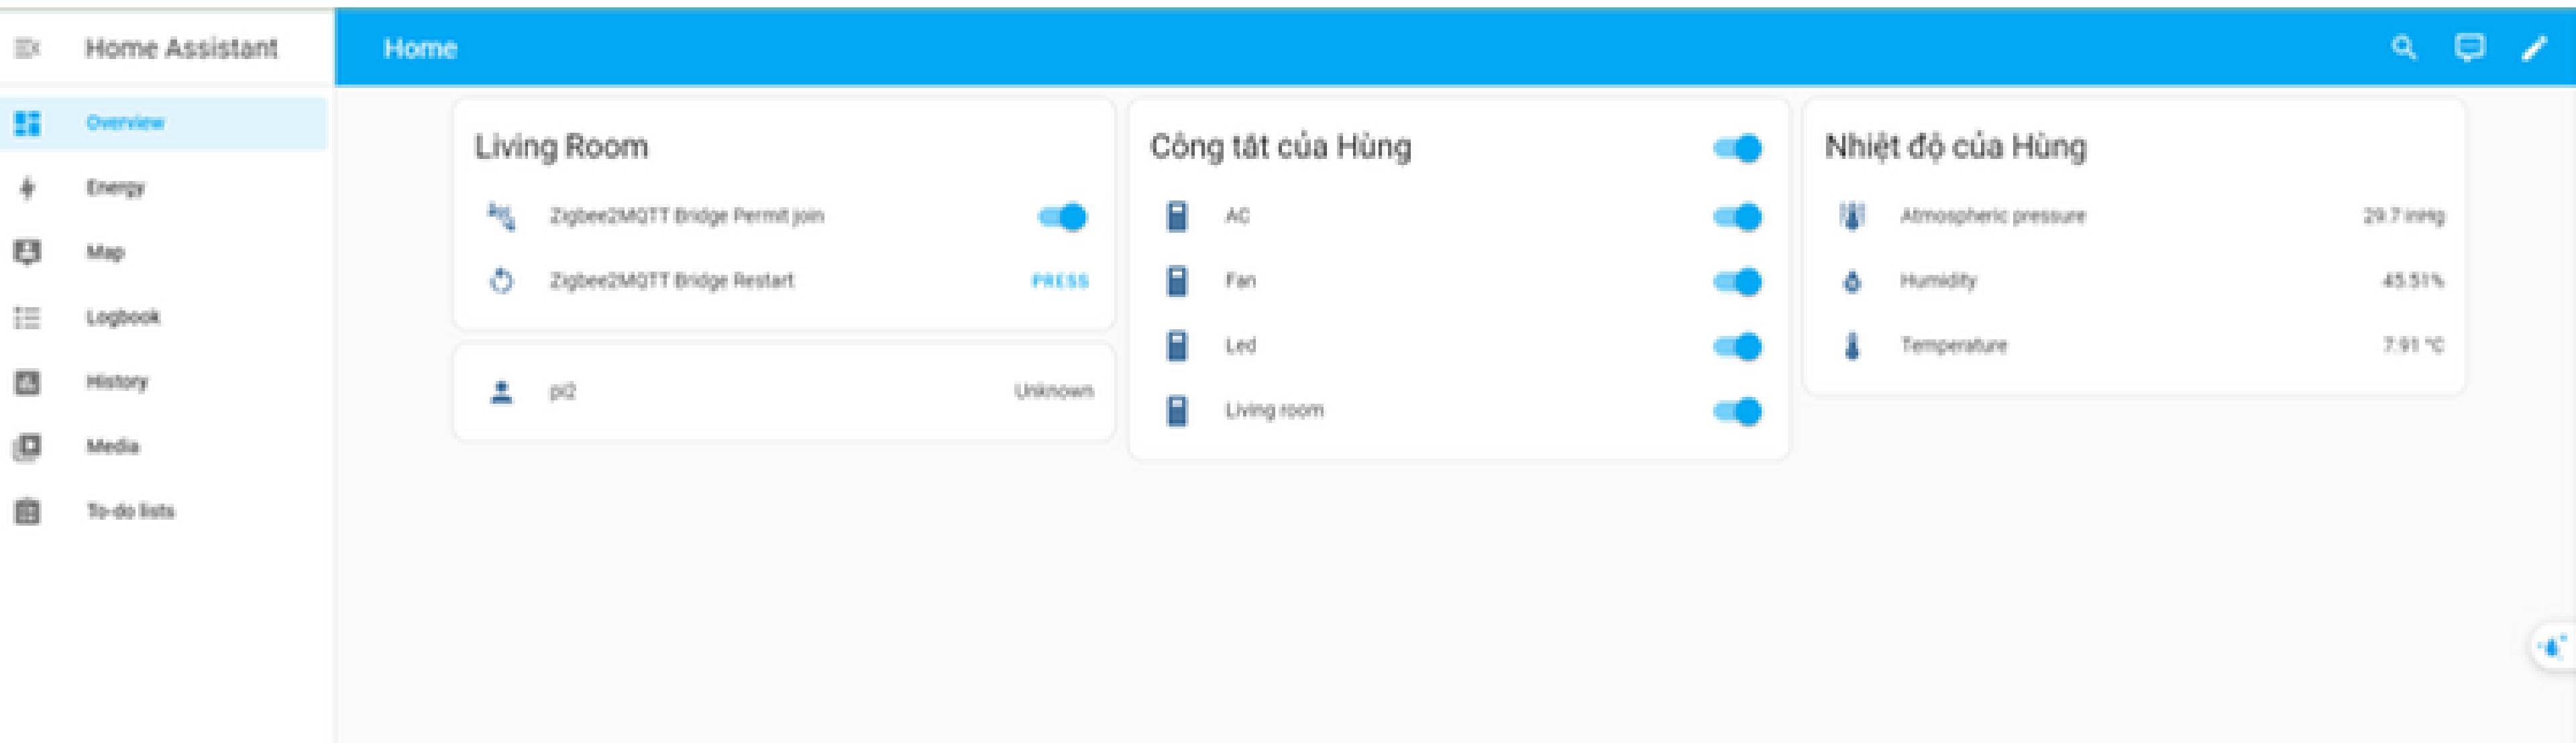 Home Assistant
Home
Overview
Energy
Map
Logbook
History
Media
To-do lists
Living Room
Zigbee2MQTT Bridge Permit join
Zigbee2MQTT Bridge Restart PRESS
pi2 Unknown
Công tắt của Hùng
AC
Fan
Led
Living room
Nhiệt độ của Hùng
Atmospheric pressure 29.7 inHg
Humidity 45.51%
Temperature 7.91 °C